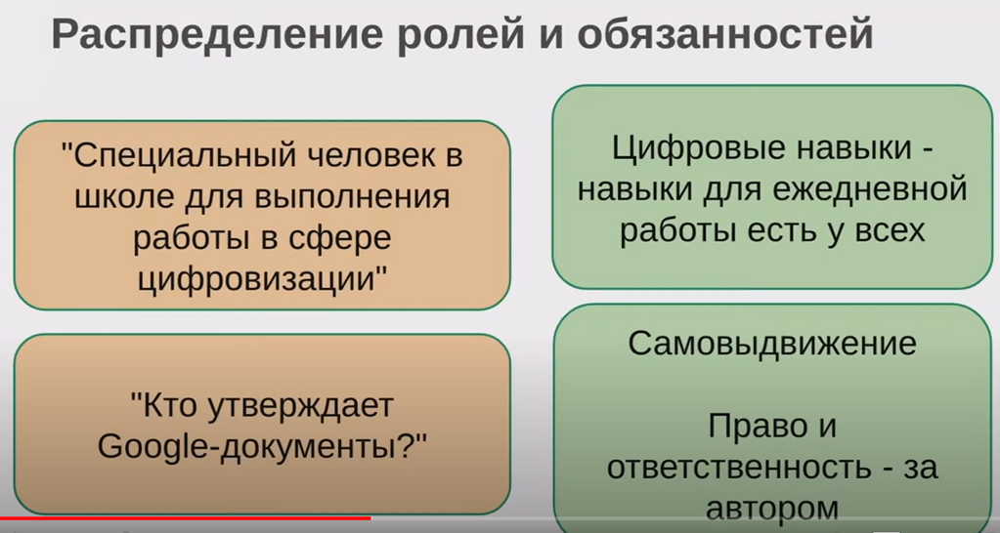 Распределение ролей и обязанностей
"Специальный человек в
школе для выполнения
работы в сфере
цифровизации"
Цифровые навыки -
навыки для ежедневной
работы есть у всех
"Кто утверждает
Google-документы?"
Самовыдвижение
Право и
ответственность - за
автором